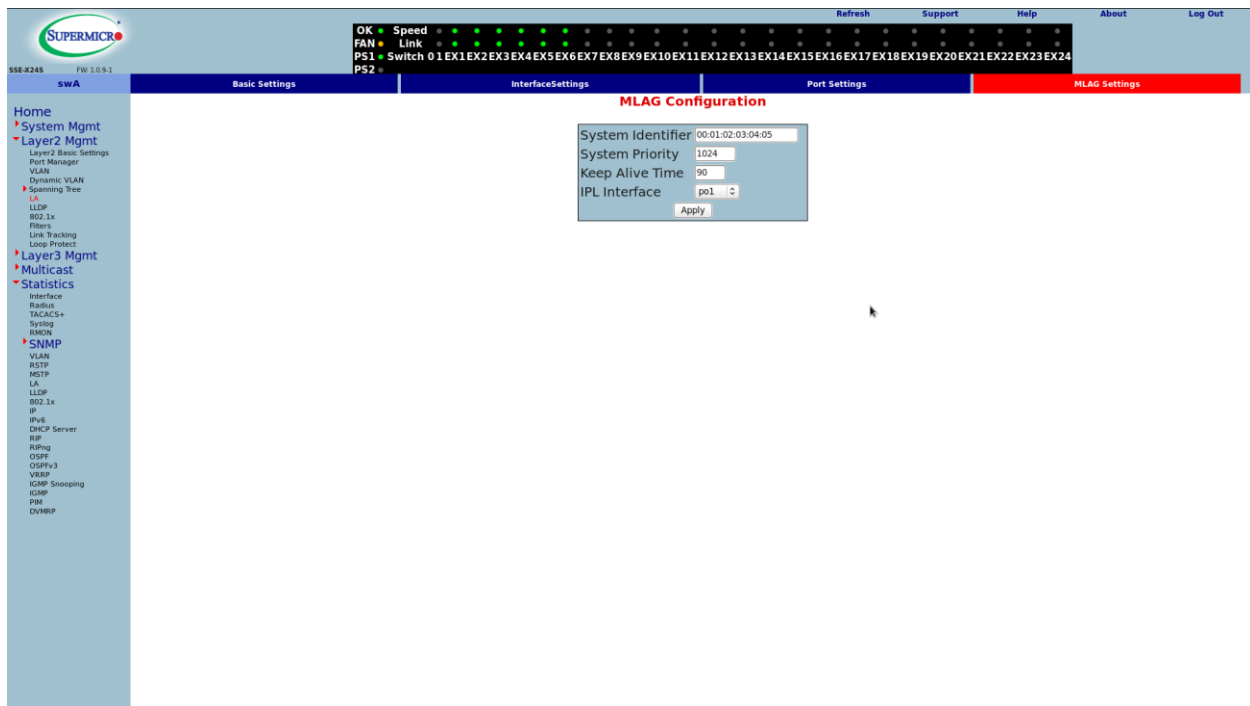 Refresh Support Help About Log Out
SUPERMICRO
OK Speed
FAN Link
PS1 Switch 0 1 EX1 EX2 EX3 EX4 EX5 EX6 EX7 EX8 EX9 EX10 EX11 EX12 EX13 EX14 EX15 EX16 EX17 EX18 EX19 EX20 EX21 EX22 EX23 EX24
PS2
SSE-X24S FW: 1.0.9-1
swA
Basic Settings InterfaceSettings Port Settings MLAG Settings
Home
System Mgmt
Layer2 Mgmt
Layer2 Basic Settings
Port Manager
VLAN
Dynamic VLAN
Spanning Tree
LA
LLDP
802.1x
Filters
Link Tracking
Loop Protect
Layer3 Mgmt
Multicast
Statistics
Interface
Radius
TACACS+
Syslog
RMON
SNMP
VLAN
RSTP
MSTP
LA
LLDP
802.1x
IP
IPv6
DHCP Server
RIP
RIPng
OSPF
OSPFv3
VRRP
IGMP Snooping
IGMP
PIM
DVMRP
MLAG Configuration
System Identifier 00:01:02:03:04:05
System Priority 1024
Keep Alive Time 90
IPL Interface po1
Apply